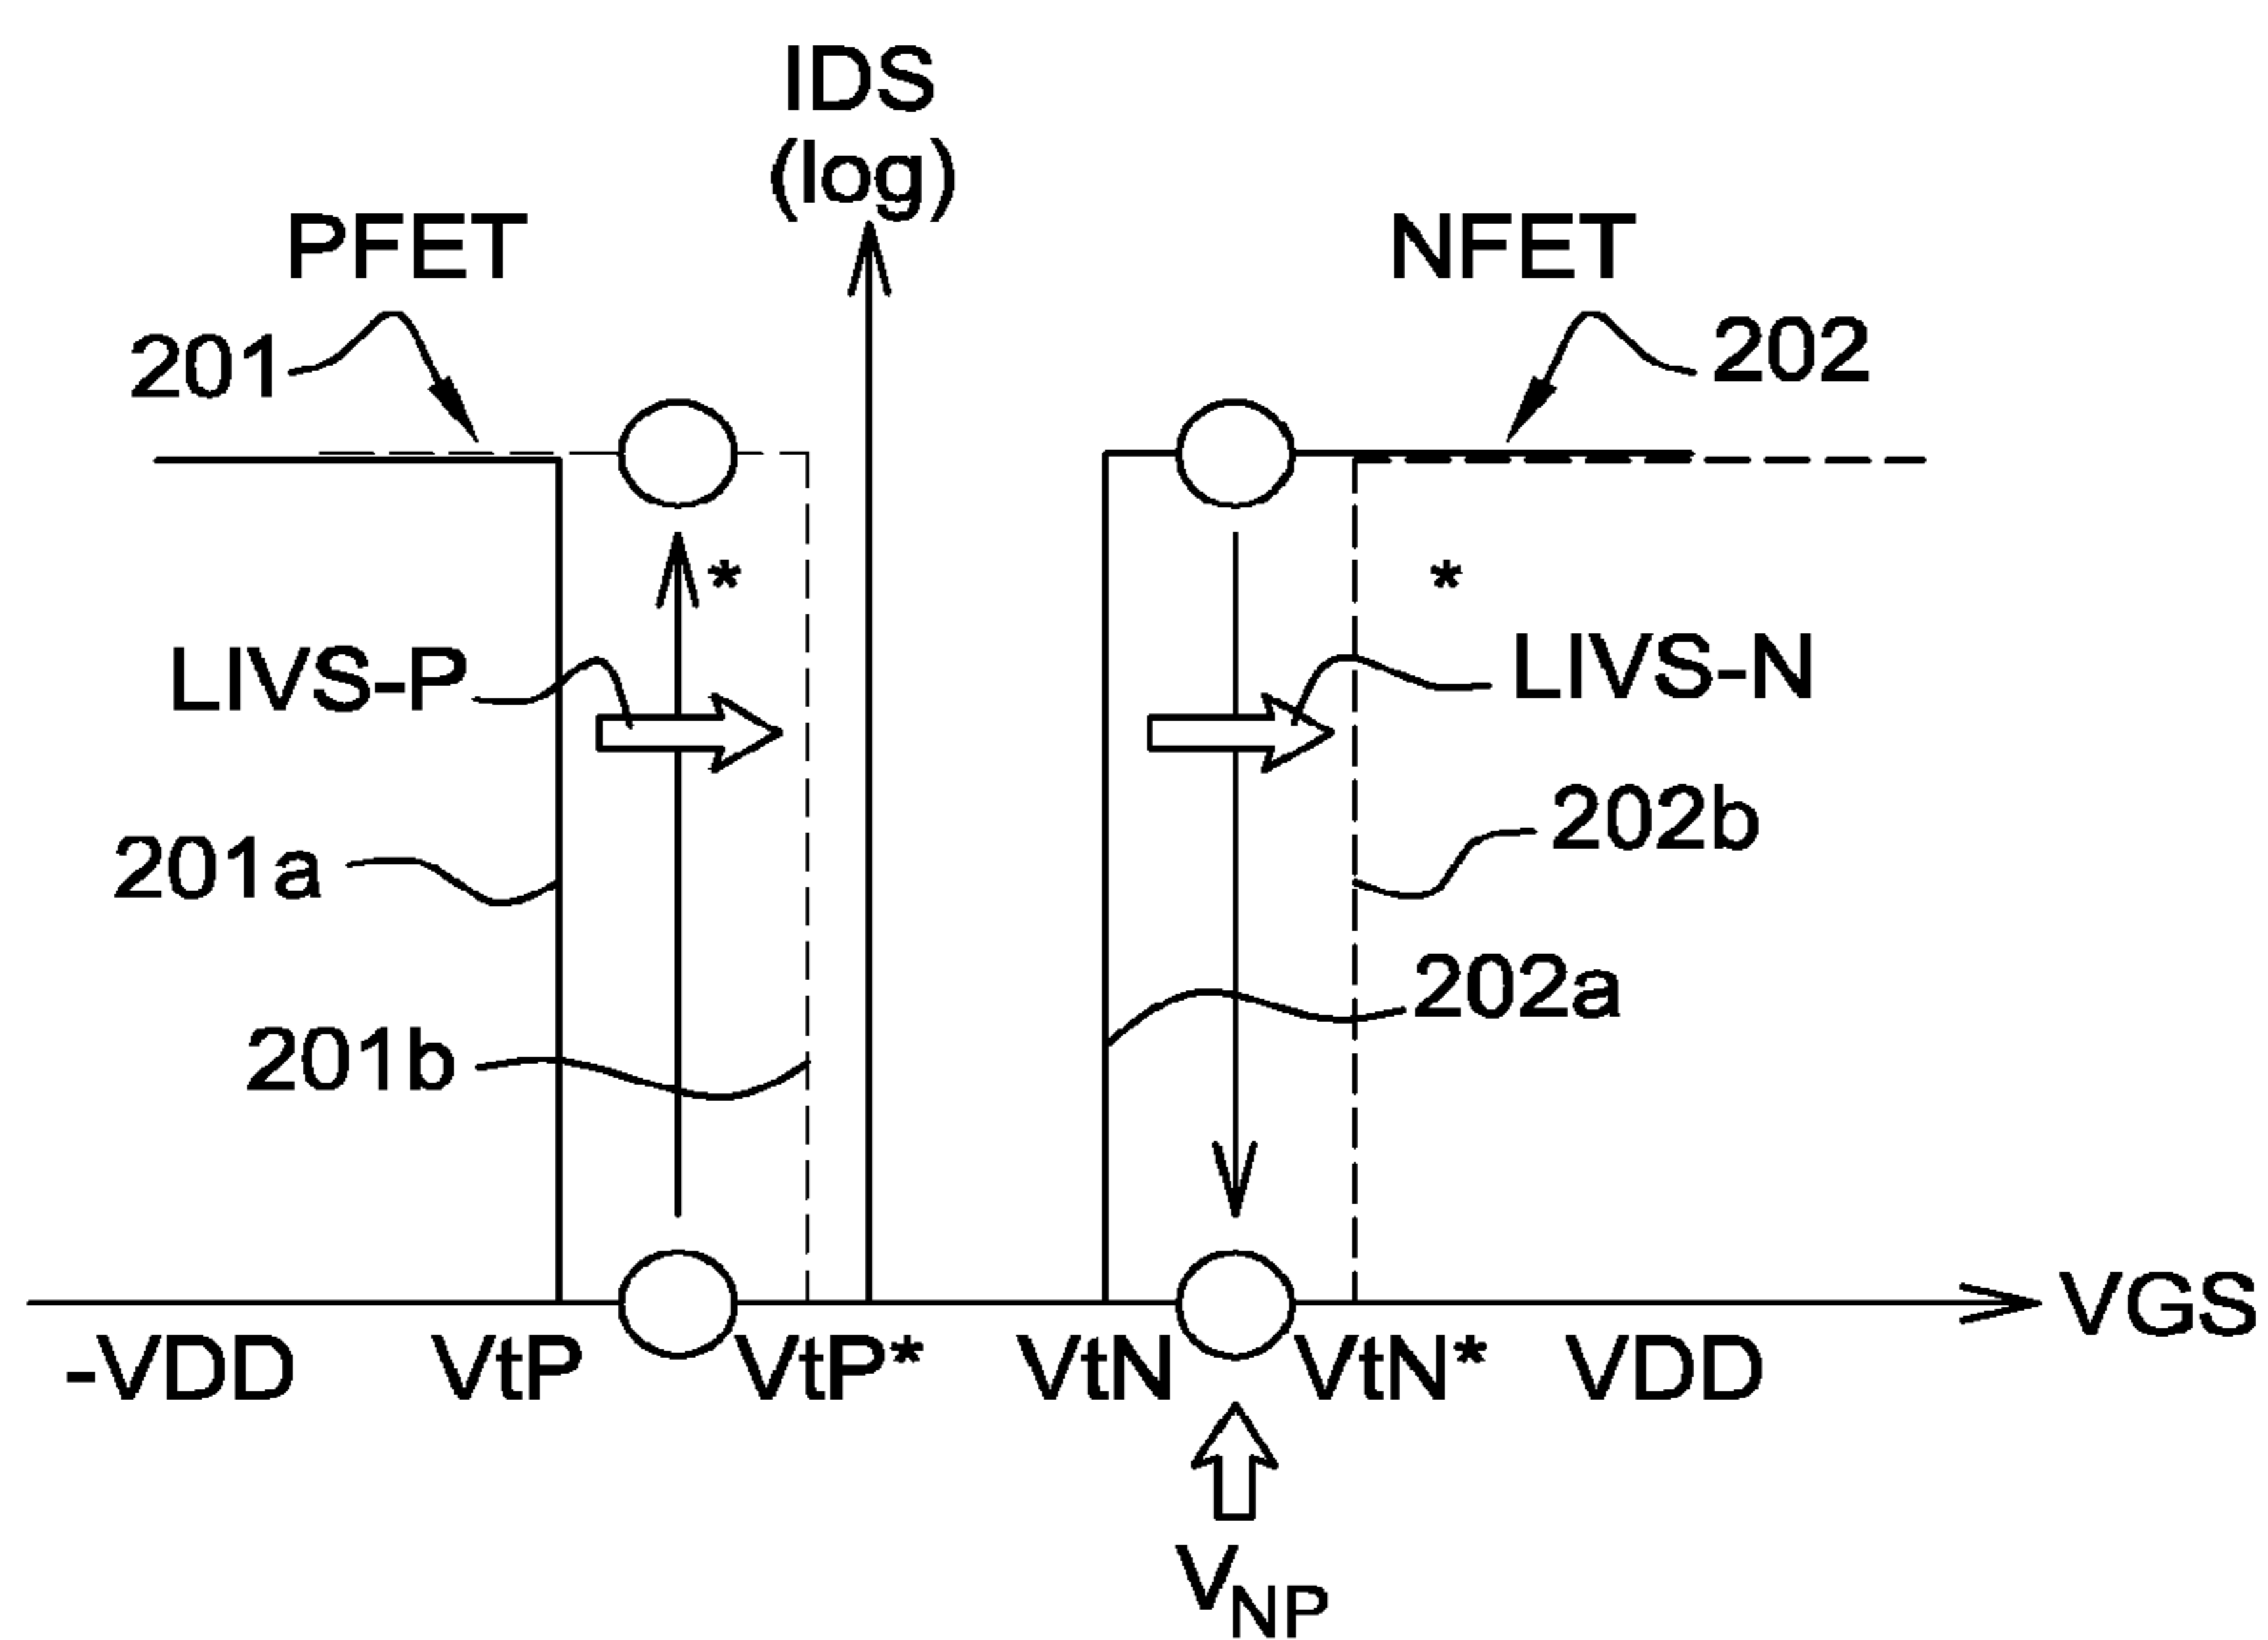 IDS
(log)
PFET
NFET
201
202
*
*
LIVS-P
LIVS-N
201a
202b
202a
201b
VGS
-VDD
VtP
VtP*
VtN
VtN*
VDD
VNP